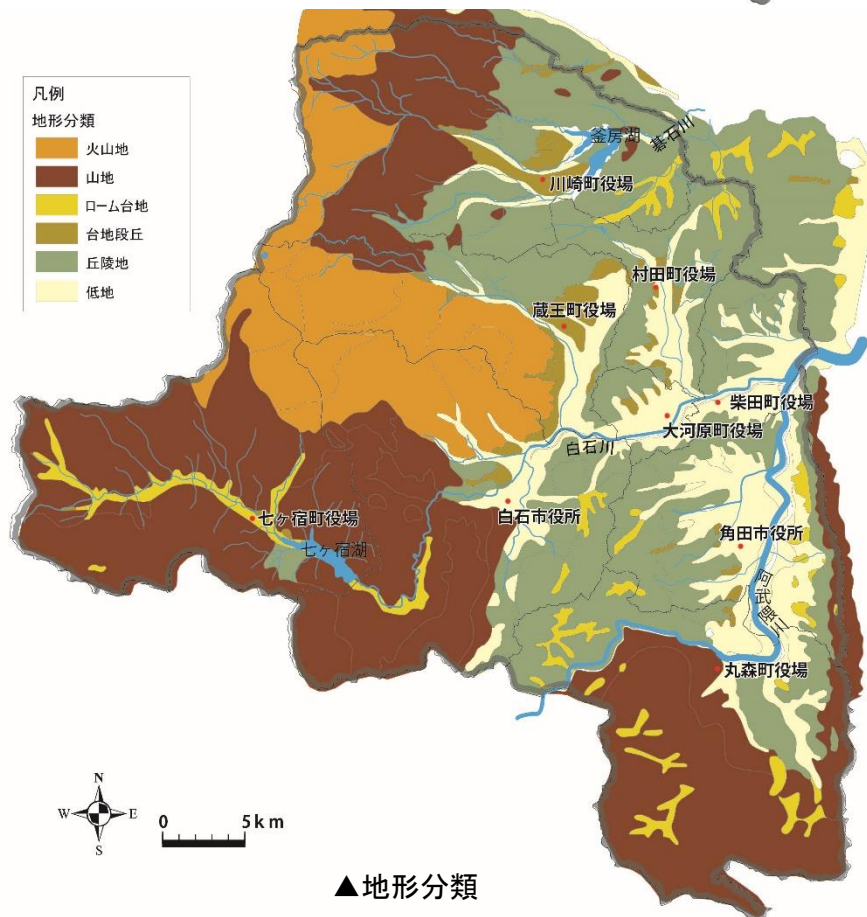 凡例
地形分類
火山地
山地
ローム台地
台地段丘
丘陵地
低地
釜房湖
碁石川
川崎町役場
村田町役場
蔵王町役場
柴田町役場
大河原町役場
白石川
白石市役所
七ヶ宿町役場
七ヶ宿湖
角田市役所
阿武隈川
丸森町役場
N
W
E
S
0 5km
▲地形分類